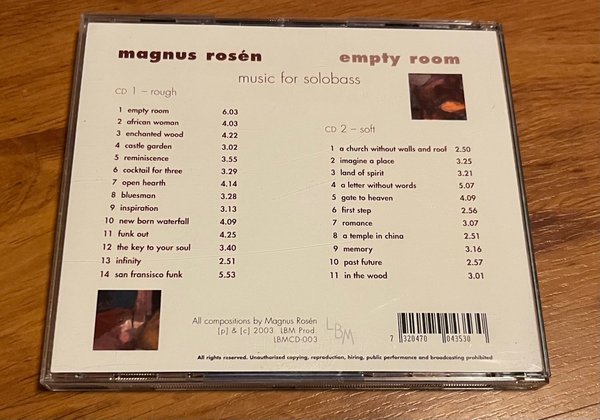 magnus rosén
empty room
music for solobass
CD 1 – rough
1 empty room 6.03
2 african woman 4.03
3 enchanted wood 4.22
4 castle garden 3.02
5 reminiscence 3.55
6 cocktail for three 3.29
7 open hearth 4.14
8 bluesman 3.28
9 inspiration 3.13
10 new born waterfall 4.09
11 funk out 4.25
12 the key to your soul 3.40
13 infinity 2.51
14 san fransisco funk 5.53
CD 2 – soft
1 a church without walls and roof 2.50
2 imagine a place 3.25
3 land of spirit 3.21
4 a letter without words 5.07
5 gate to heaven 4.09
6 first step 2.56
7 romance 3.07
8 a temple in china 2.51
9 memory 3.16
10 past future 2.57
11 in the wood 3.01
All compositions by Magnus Rosén
[p] & [c] 2003 LBM Prod.
LBMCD-003
LBM
7 320470 043530
All rights reserved. Unauthorized copying, reproduction, hiring, public performance and broadcasting prohibited